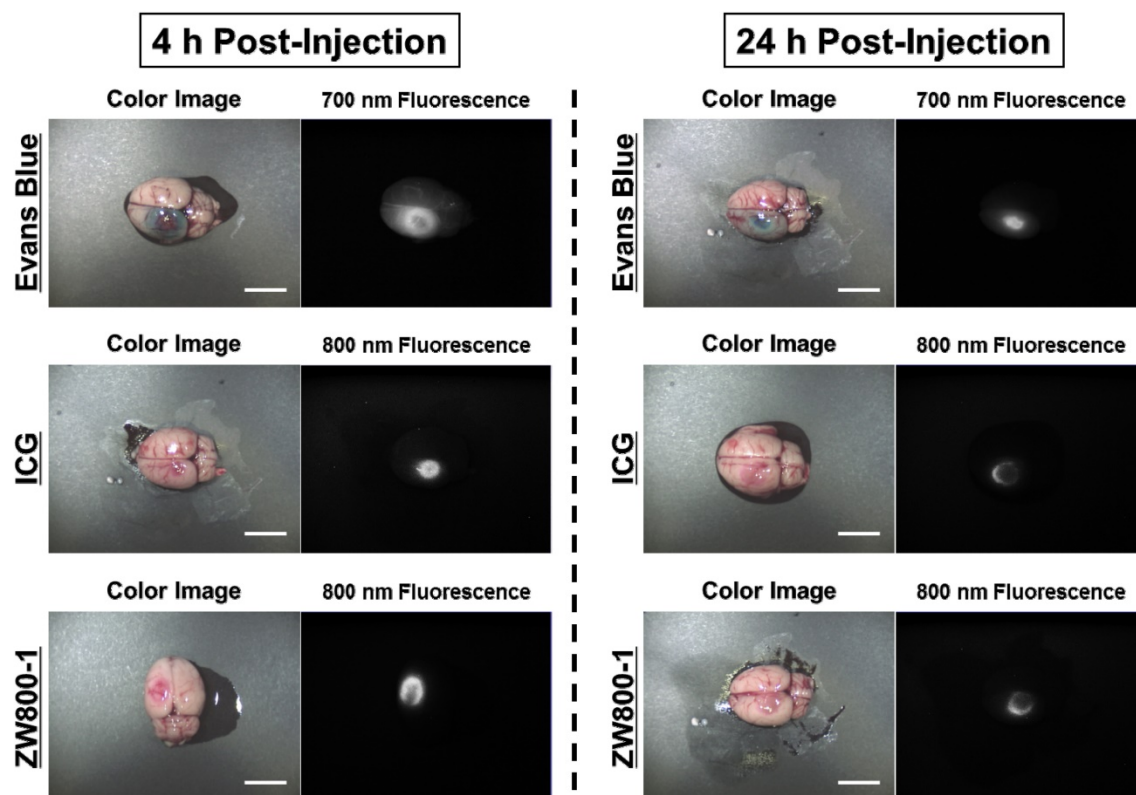 4 h Post-Injection
24 h Post-Injection
Color Image
700 nm Fluorescence
Color Image
700 nm Fluorescence
Evans Blue
Evans Blue
Color Image
800 nm Fluorescence
Color Image
800 nm Fluorescence
ICG
ICG
Color Image
800 nm Fluorescence
Color Image
800 nm Fluorescence
ZW800-1
ZW800-1